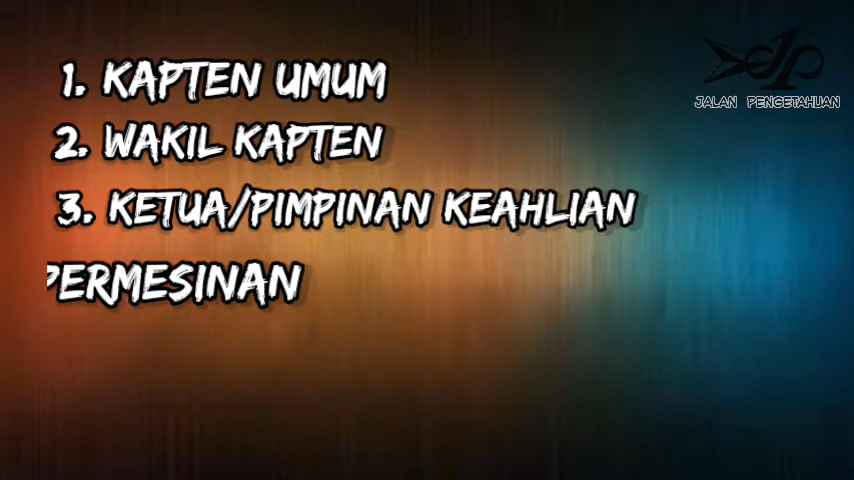 1. KAPTEN UMUM
2. WAKIL KAPTEN
3. KETUA/PIMPINAN KEAHLIAN
PERMESINAN
JALAN PENGETAHUAN